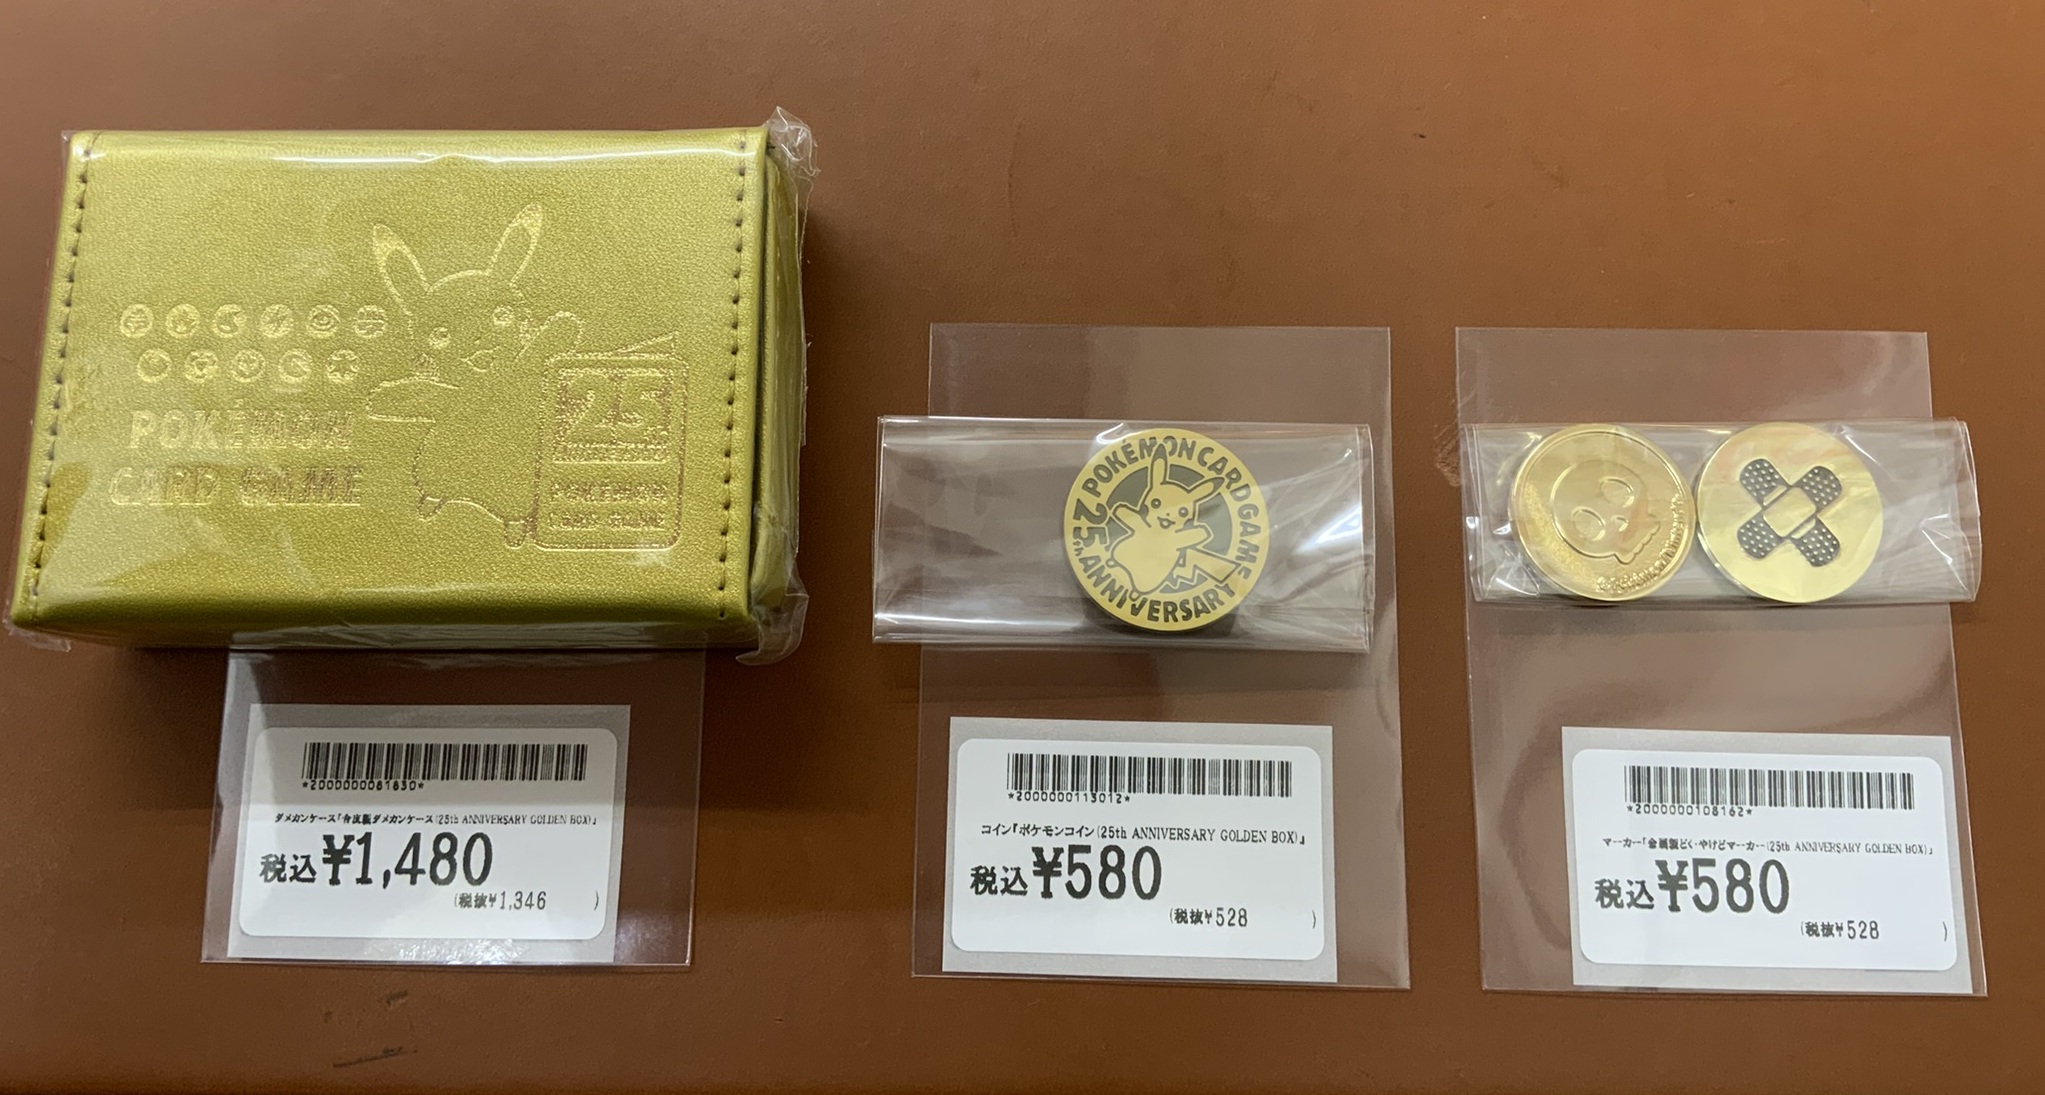 POKÉMON
CARD GAME
25
ANNIVERSARY
POKÉMON
CARD GAME
POKÉMON CARD GAME
25th ANNIVERSARY
*2000000081830*
ダメカンケース『合皮製ダメカンケース(25th ANNIVERSARY GOLDEN BOX)』
税込¥1,480
(税抜¥1,346 )
*2000000113012*
コイン『ポケモンコイン(25th ANNIVERSARY GOLDEN BOX)』
税込¥580
(税抜¥528 )
*2000000108162*
マーカー『金属製どく・やけどマーカー(25th ANNIVERSARY GOLDEN BOX)』
税込¥580
(税抜¥528 )